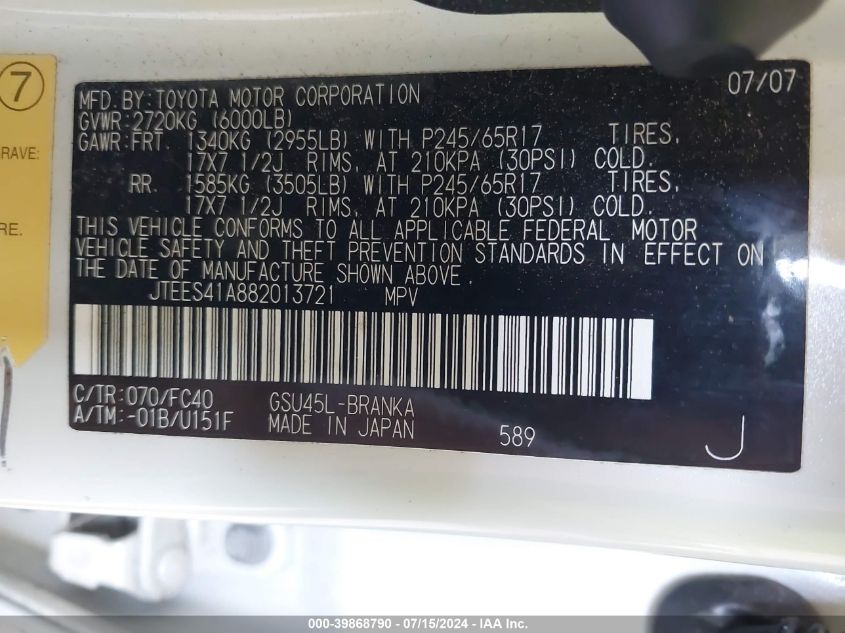 7
RAVE:
RE.
MFD. BY: TOYOTA MOTOR CORPORATION 07/07
GVWR: 2720KG (6000LB)
GAWR: FRT. 1340KG (2955LB) WITH P245/65R17 TIRES,
17X7 1/2J RIMS, AT 210KPA (30PSI) COLD.
RR. 1585KG (3505LB) WITH P245/65R17 TIRES,
17X7 1/2J RIMS, AT 210KPA (30PSI) COLD.
THIS VEHICLE CONFORMS TO ALL APPLICABLE FEDERAL MOTOR
VEHICLE SAFETY AND THEFT PREVENTION STANDARDS IN EFFECT ON
THE DATE OF MANUFACTURE SHOWN ABOVE.
JTEES41A882013721 MPV
C/TR: 070/FC40 GSU45L-BRANKA
A/TM: -01B/U151F MADE IN JAPAN 589 J
000-39868790 - 07/15/2024 - IAA Inc.